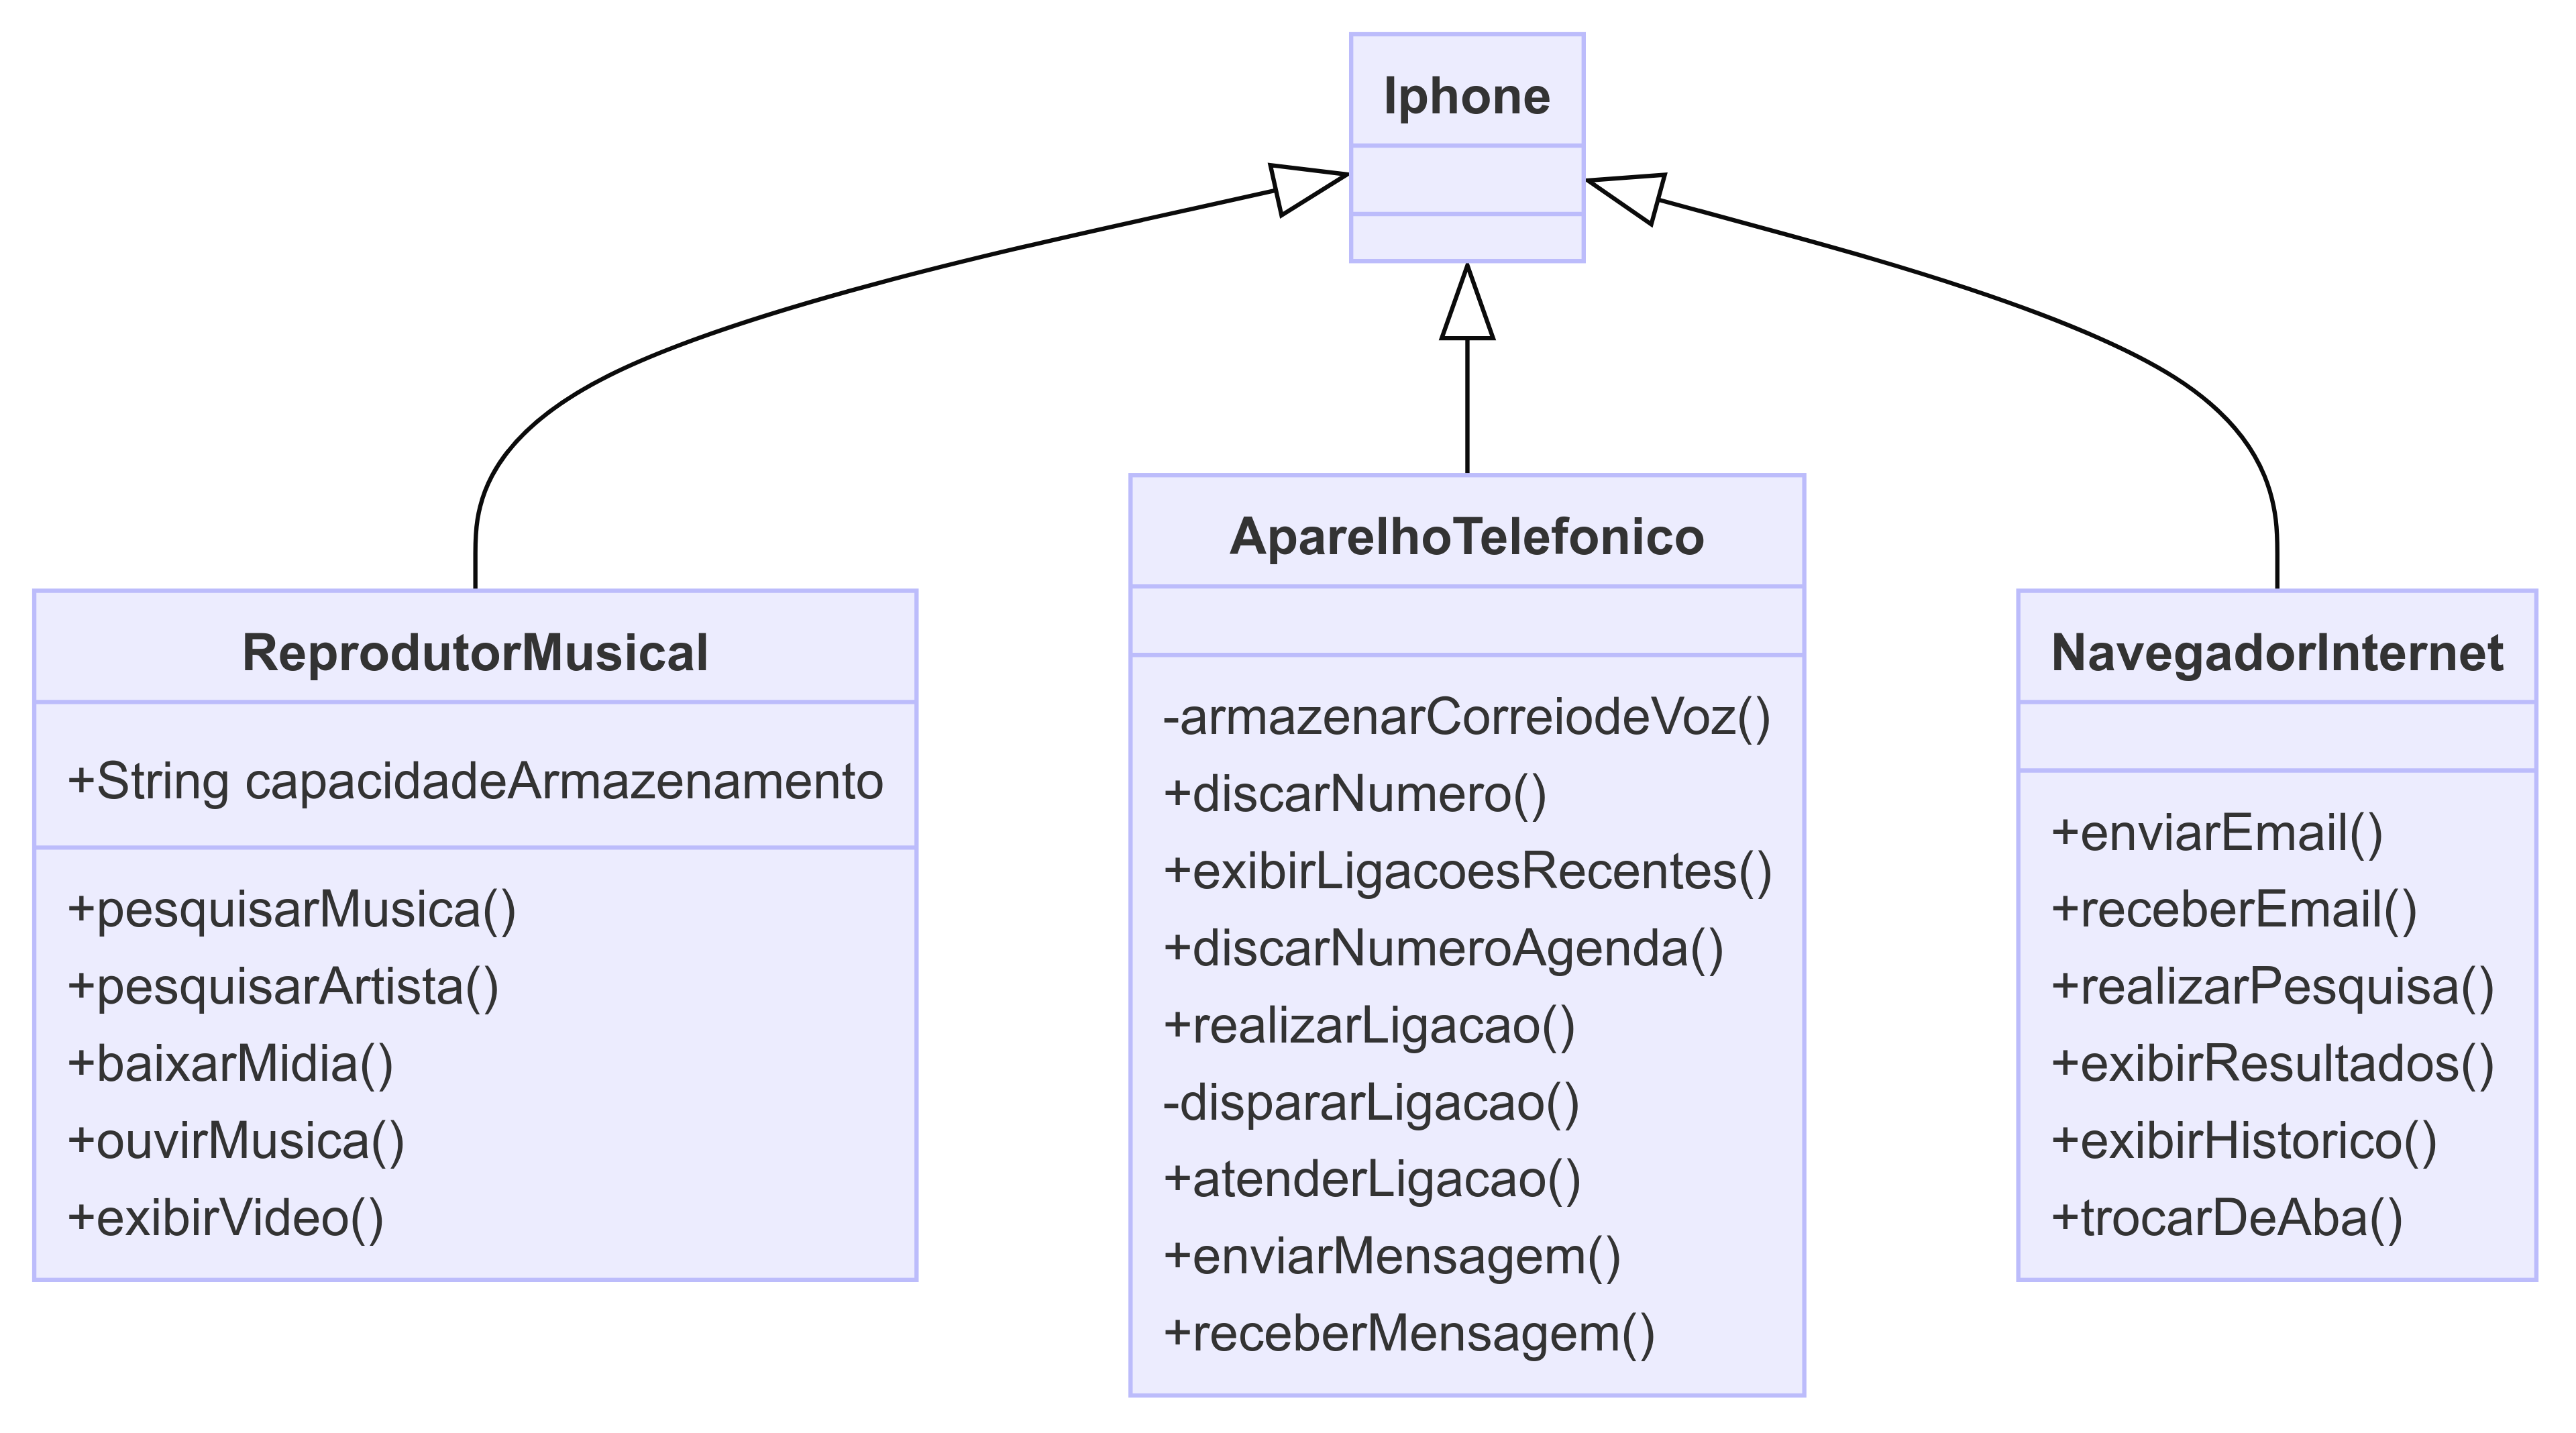 Iphone
ReprodutorMusical
+String capacidadeArmazenamento
+pesquisarMusica()
+pesquisarArtista()
+baixarMidia()
+ouvirMusica()
+exibirVideo()
AparelhoTelefonico
-armazenarCorreiodeVoz()
+discarNumero()
+exibirLigacoesRecentes()
+discarNumeroAgenda()
+realizarLigacao()
-dispararLigacao()
+atenderLigacao()
+enviarMensagem()
+receberMensagem()
NavegadorInternet
+enviarEmail()
+receberEmail()
+realizarPesquisa()
+exibirResultados()
+exibirHistorico()
+trocarDeAba()